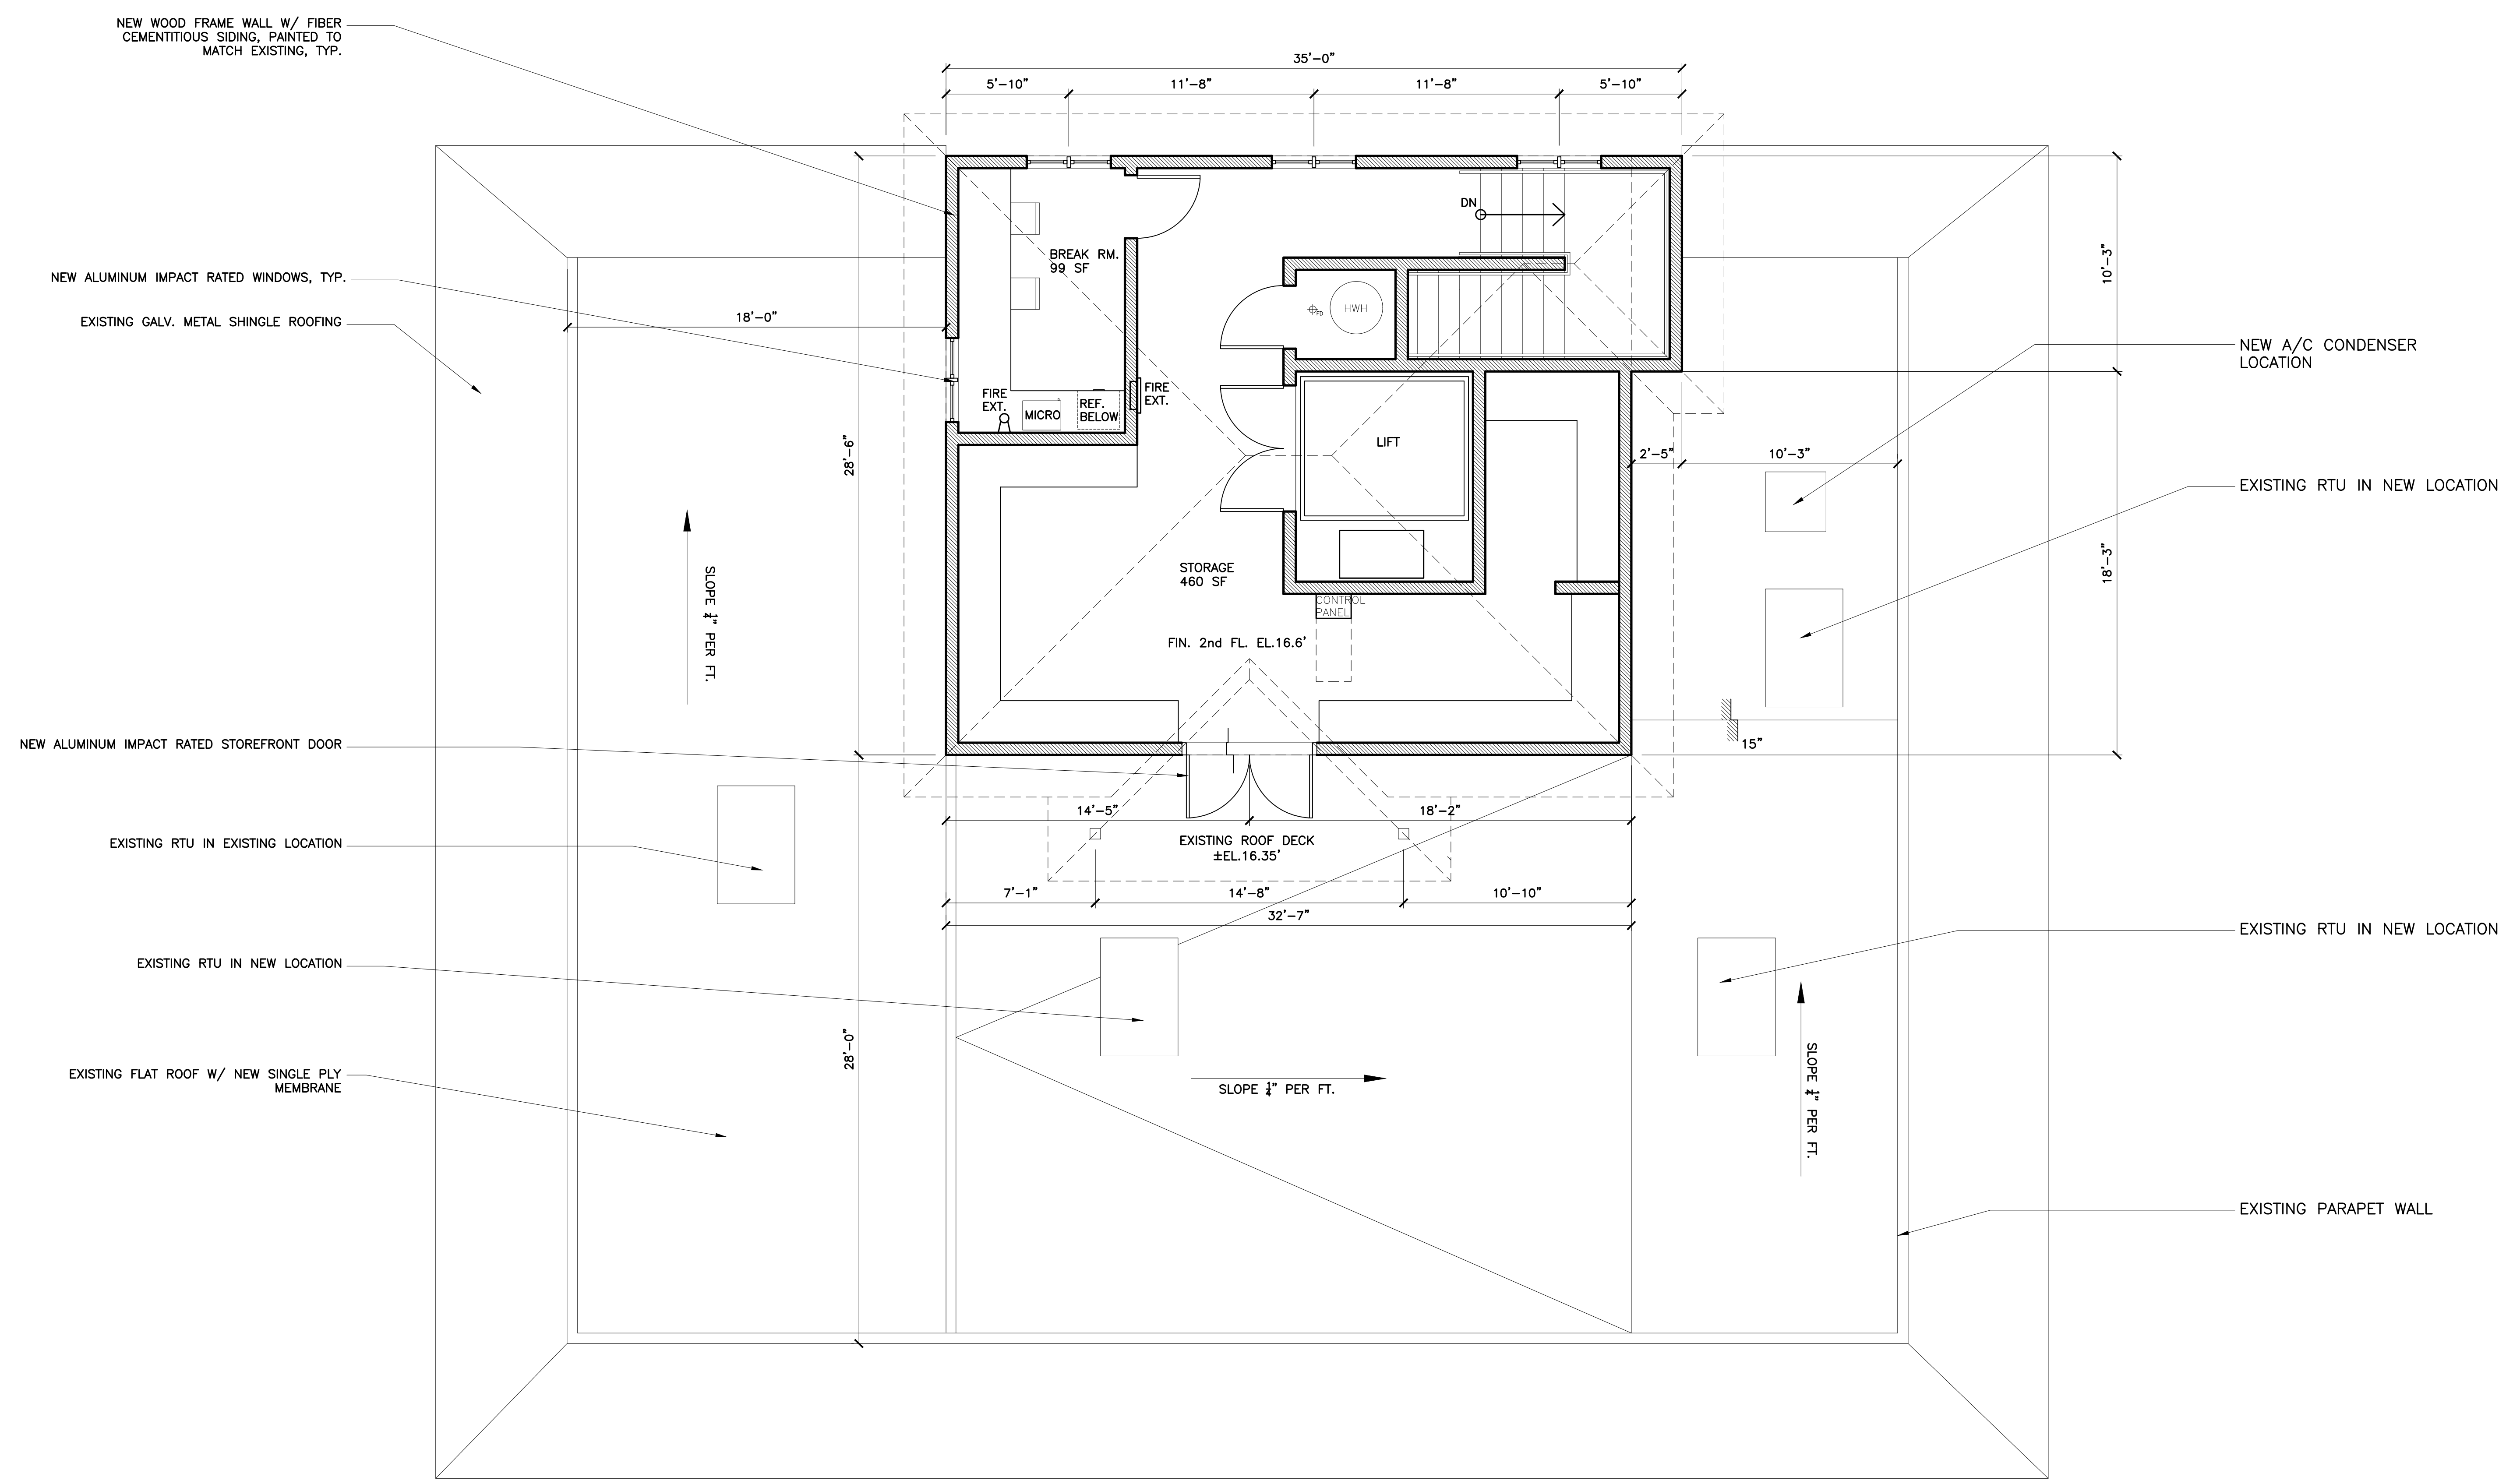 NEW WOOD FRAME WALL W/ FIBER
CEMENTITIOUS SIDING, PAINTED TO
MATCH EXISTING, TYP.
35'-0"
5'-10"
11'-8"
11'-8"
5'-10"
DN
BREAK RM.
99 SF
10'-3"
NEW ALUMINUM IMPACT RATED WINDOWS, TYP.
HWH
FD
EXISTING GALV. METAL SHINGLE ROOFING
18'-0"
NEW A/C CONDENSER
LOCATION
FIRE
EXT.
MICRO
REF.
BELOW
FIRE
EXT.
LIFT
28'-6"
2'-5"
10'-3"
EXISTING RTU IN NEW LOCATION
18'-3"
STORAGE
460 SF
SLOPE ¼" PER FT.
CONTROL
PANEL
FIN. 2nd FL. EL.16.6'
NEW ALUMINUM IMPACT RATED STOREFRONT DOOR
15"
14'-5"
18'-2"
EXISTING RTU IN EXISTING LOCATION
EXISTING ROOF DECK
±EL.16.35'
7'-1"
14'-8"
10'-10"
32'-7"
EXISTING RTU IN NEW LOCATION
EXISTING RTU IN NEW LOCATION
28'-0"
EXISTING FLAT ROOF W/ NEW SINGLE PLY
MEMBRANE
SLOPE ¼" PER FT.
SLOPE ¼" PER FT.
EXISTING PARAPET WALL